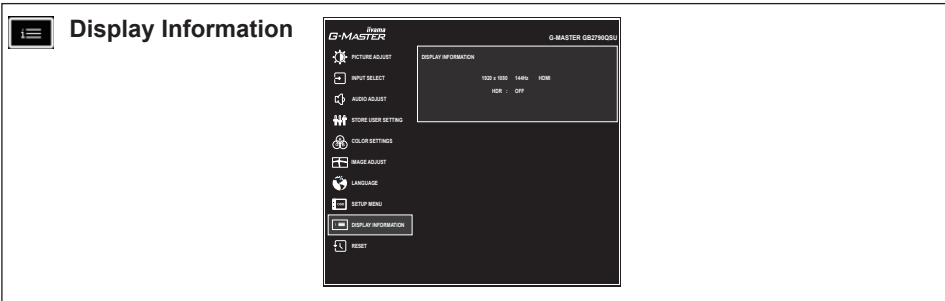 Display Information
iiyama
G-MASTER
G-MASTER GB2790QSU
PICTURE ADJUST
DISPLAY INFORMATION
INPUT SELECT
1920 x 1080 144Hz HDMI
HDR : OFF
AUDIO ADJUST
STORE USER SETTING
COLOR SETTINGS
IMAGE ADJUST
LANGUAGE
SETUP MENU
DISPLAY INFORMATION
RESET